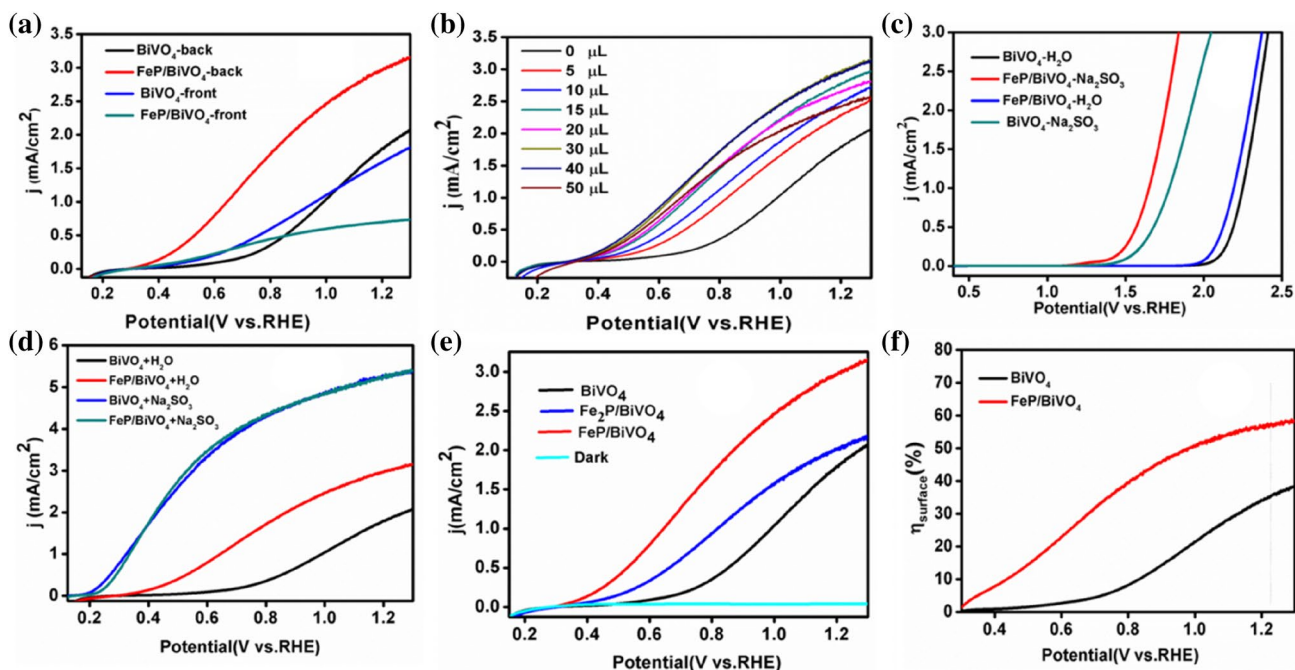 (a)
BiVO₄-back
FeP/BiVO₄-back
BiVO₄-front
FeP/BiVO₄-front
j (mA/cm²)
3.5
3.0
2.5
2.0
1.5
1.0
0.5
0.0
0.2 0.4 0.6 0.8 1.0 1.2
Potential(V vs.RHE)
(b)
0 μL
5 μL
10 μL
15 μL
20 μL
30 μL
40 μL
50 μL
j (mA/cm²)
3.5
3.0
2.5
2.0
1.5
1.0
0.5
0.0
0.2 0.4 0.6 0.8 1.0 1.2
Potential(V vs.RHE)
(c)
BiVO₄-H₂O
FeP/BiVO₄-Na₂SO₃
FeP/BiVO₄-H₂O
BiVO₄-Na₂SO₃
j (mA/cm²)
3.0
2.5
2.0
1.5
1.0
0.5
0.0
0.5 1.0 1.5 2.0 2.5
Potential(V vs.RHE)
(d)
BiVO₄+H₂O
FeP/BiVO₄+H₂O
BiVO₄+Na₂SO₃
FeP/BiVO₄+Na₂SO₃
j (mA/cm²)
6
5
4
3
2
1
0
0.2 0.4 0.6 0.8 1.0 1.2
Potential(V vs.RHE)
(e)
BiVO₄
Fe₂P/BiVO₄
FeP/BiVO₄
Dark
j(mA/cm²)
3.0
2.5
2.0
1.5
1.0
0.5
0.0
0.2 0.4 0.6 0.8 1.0 1.2
Potential(V vs.RHE)
(f)
BiVO₄
FeP/BiVO₄
η surface(%)
80
70
60
50
40
30
20
10
0
0.4 0.6 0.8 1.0 1.2
Potential(V vs.RHE)